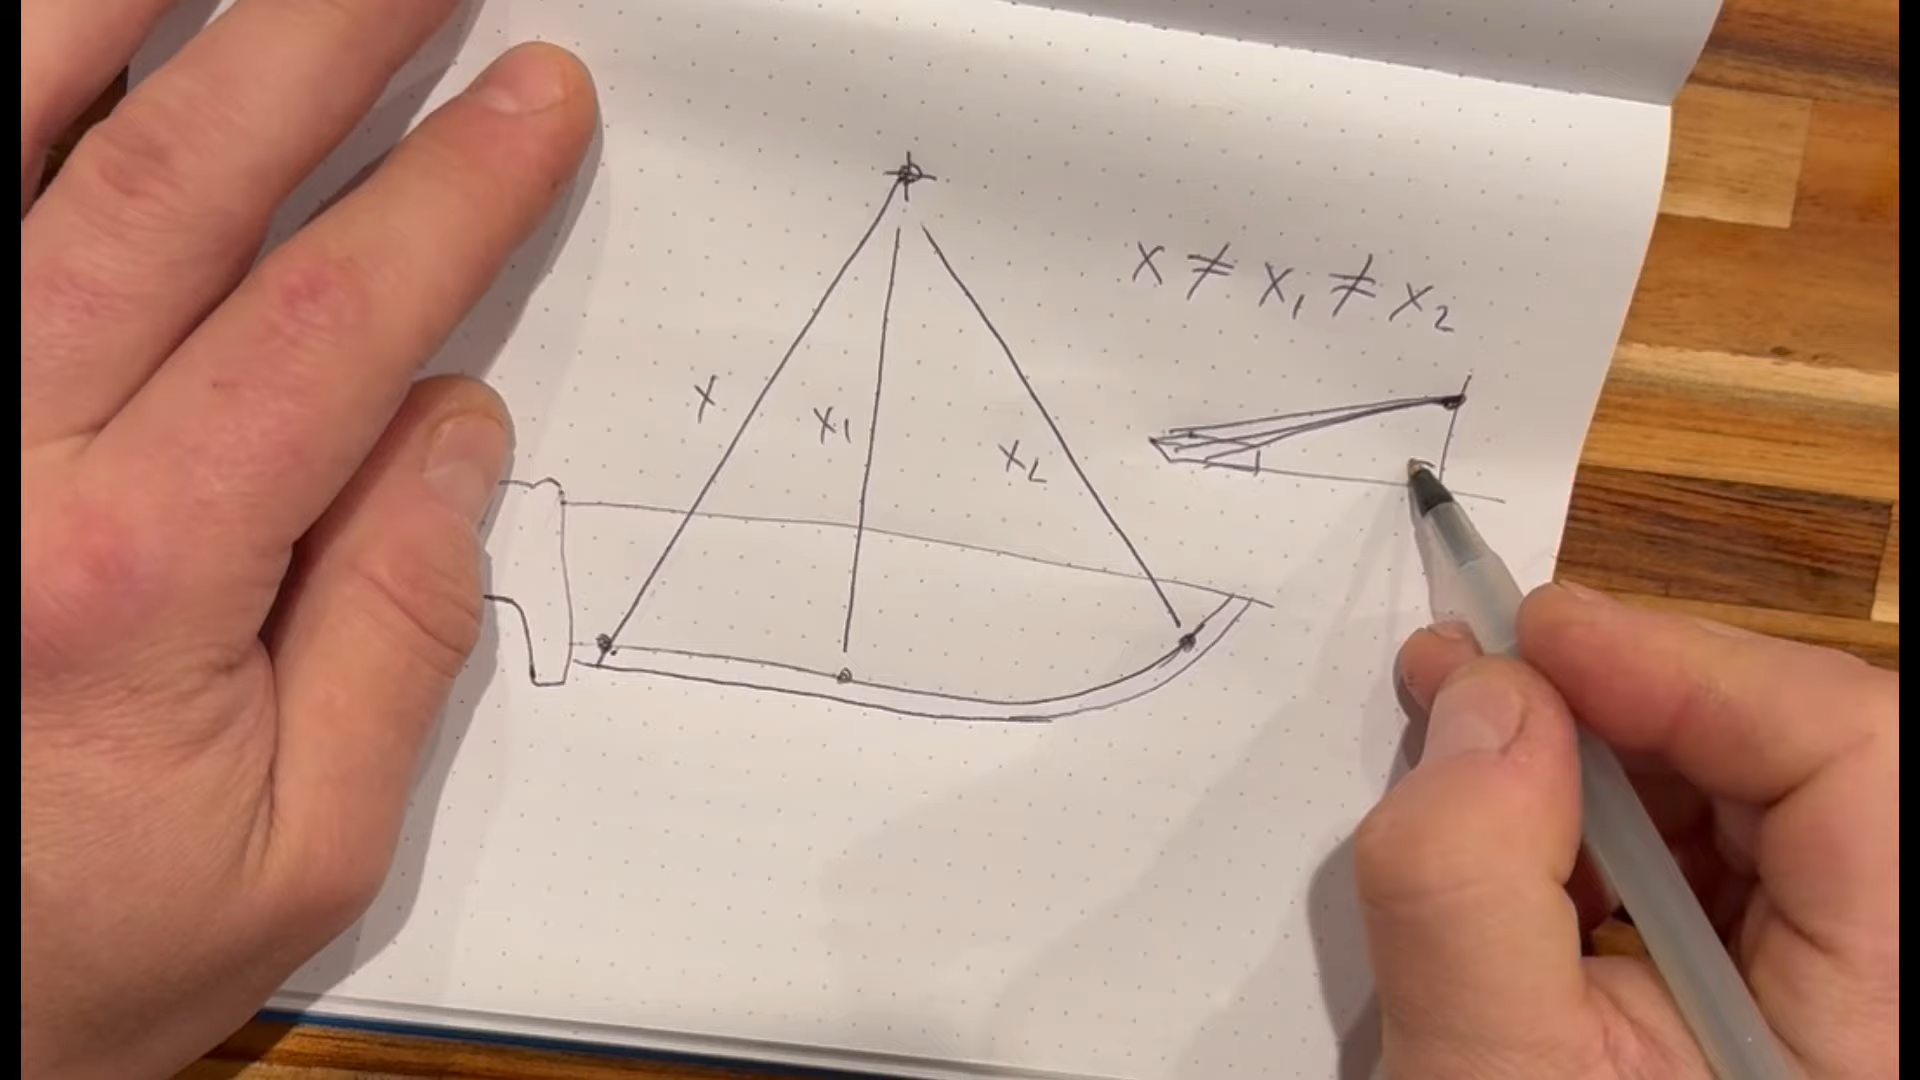 X ≠ X₁ ≠ X₂
X
X₁
X₂